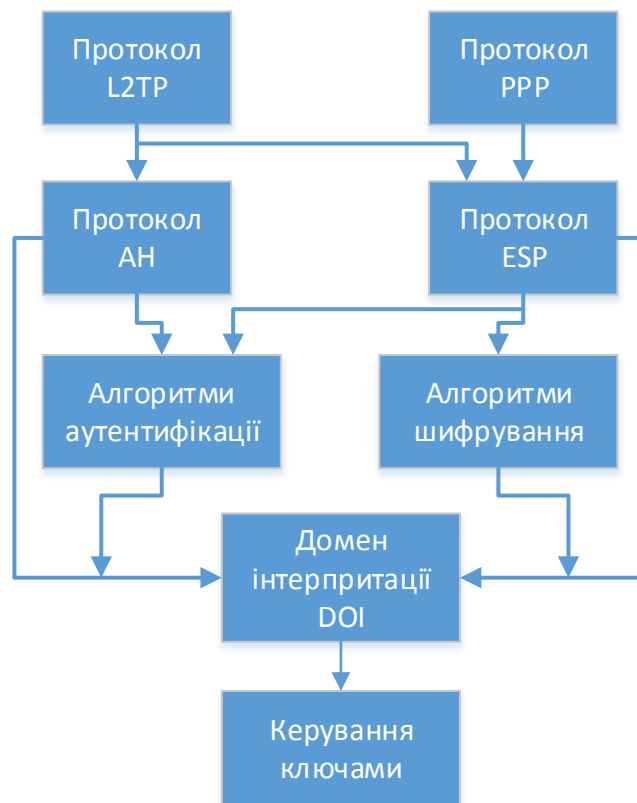 Протокол
L2TP
Протокол
PPP
Протокол
AH
Протокол
ESP
Алгоритми
аутентифікації
Алгоритми
шифрування
Домен
інтерпритації
DOI
Керування
ключами